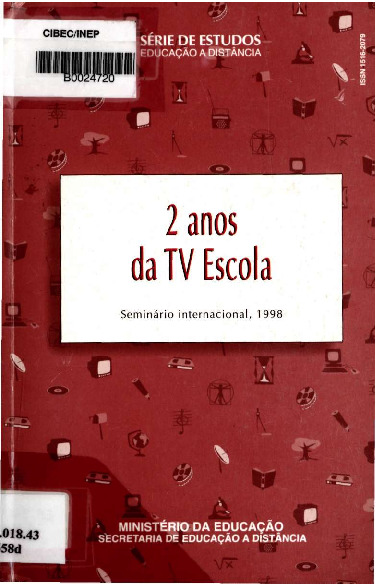 CIBEC/INEP
B0024720
SÉRIE DE ESTUDOS
EDUCAÇÃO A DISTÂNCIA
ISSN 1516-2079
2 anos
da TV Escola
Seminário internacional, 1998
.018.43
58d
MINISTÉRIO DA EDUCAÇÃO
SECRETARIA DE EDUCAÇÃO A DISTÂNCIA